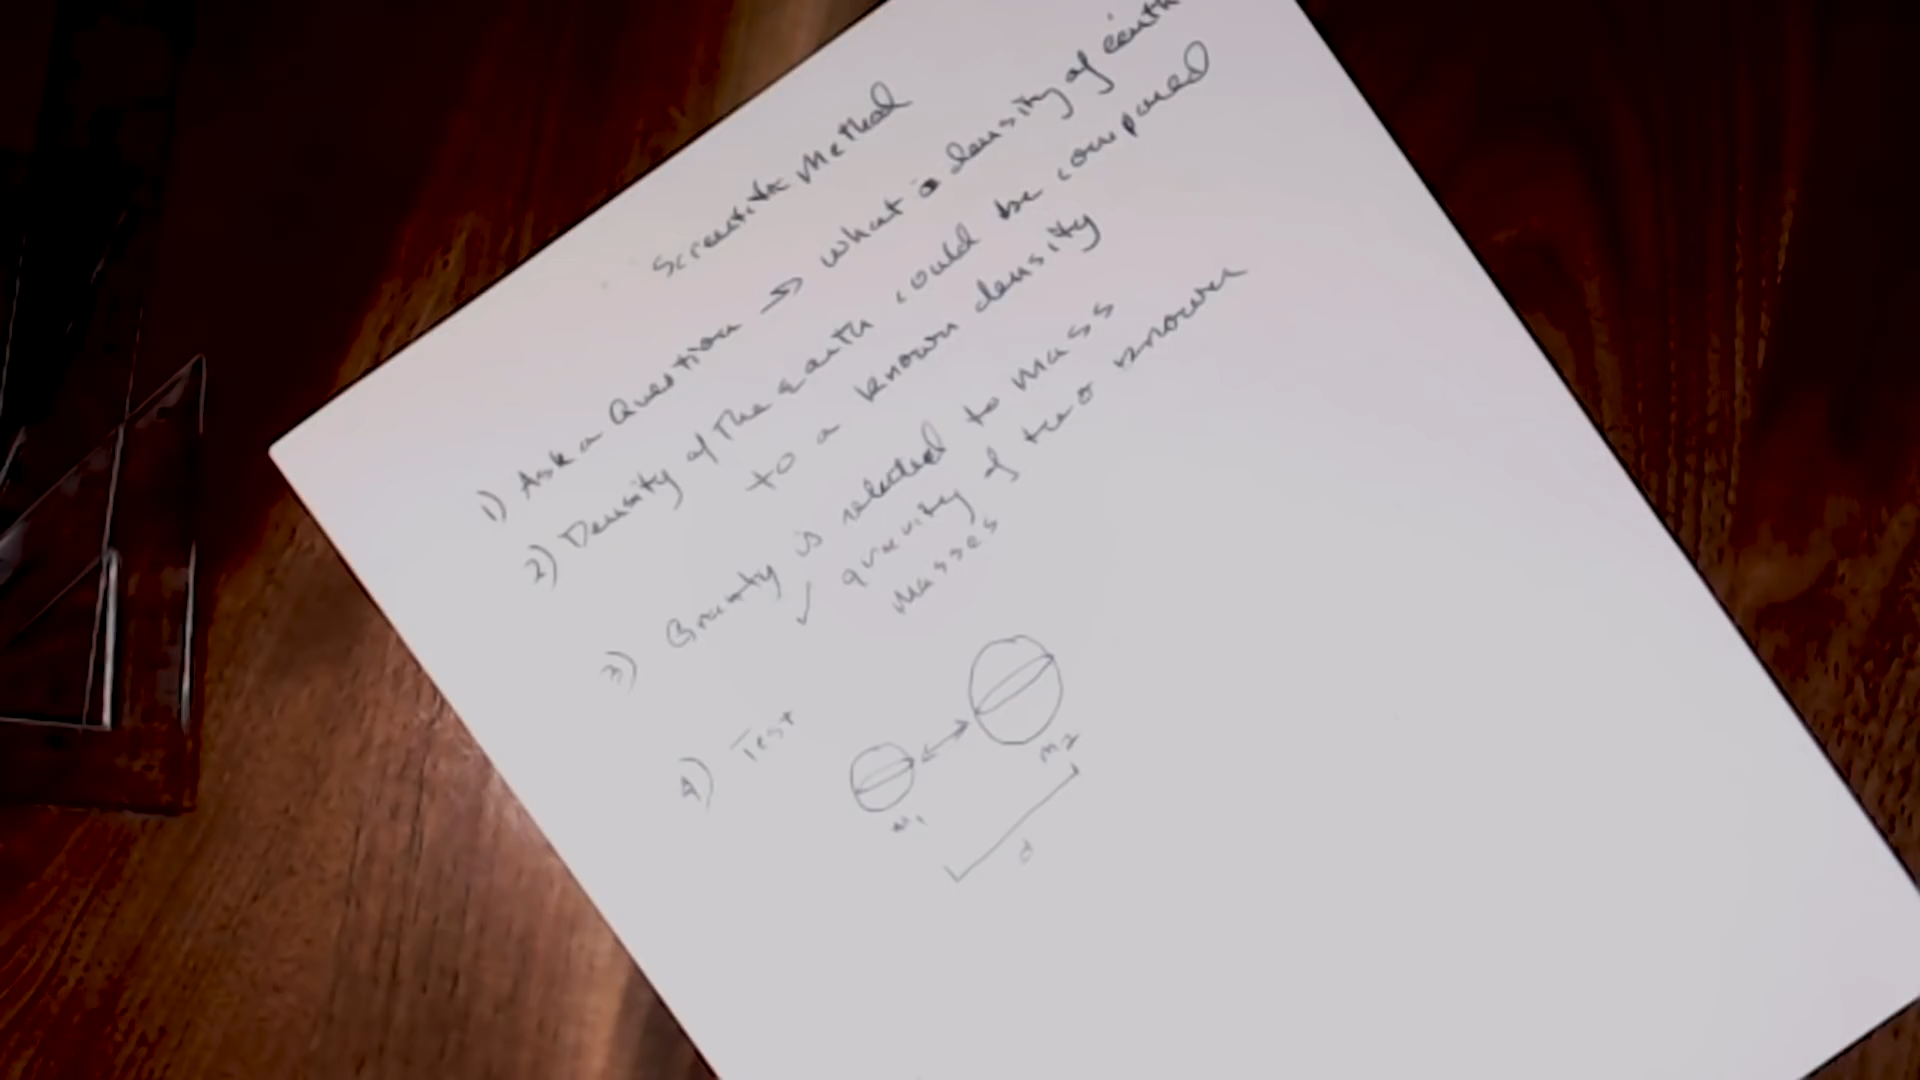 Scientific Method
1) Ask a Question → what is density of earth
2) Density of The Earth could be compared
to a known density
3) Gravity is related to mass
✓ gravity of two known
masses
4) Test
m1
m2
d